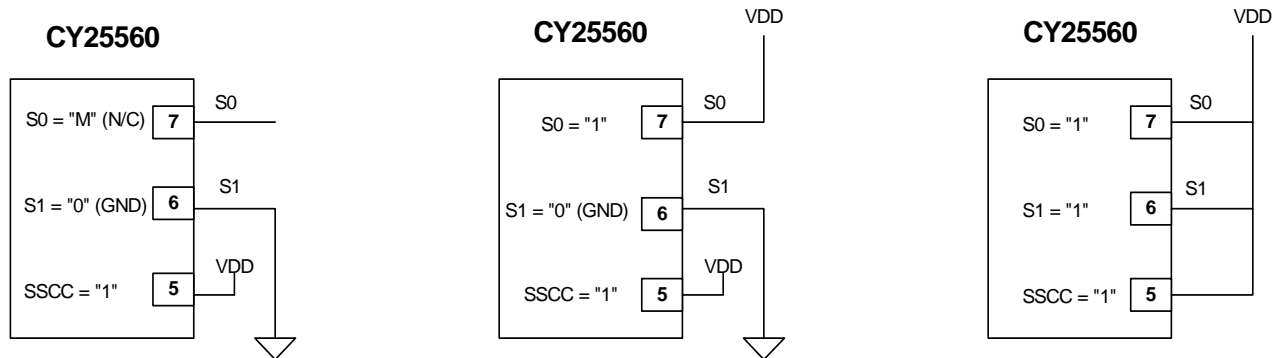 CY25560
S0 = "M" (N/C)
7
S0
S1 = "0" (GND)
6
S1
SSCC = "1"
5
VDD
CY25560
VDD
S0 = "1"
7
S0
S1 = "0" (GND)
6
S1
SSCC = "1"
5
VDD
CY25560
VDD
S0 = "1"
7
S0
S1 = "1"
6
S1
SSCC = "1"
5